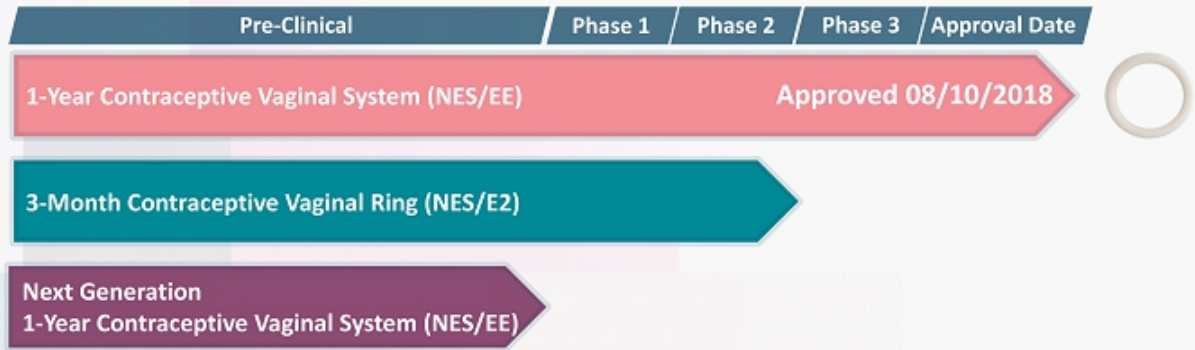 Pre-Clinical Phase 1 Phase 2 Phase 3 Approval Date
1-Year Contraceptive Vaginal System (NES/EE) Approved 08/10/2018
3-Month Contraceptive Vaginal Ring (NES/E2)
Next Generation
1-Year Contraceptive Vaginal System (NES/EE)